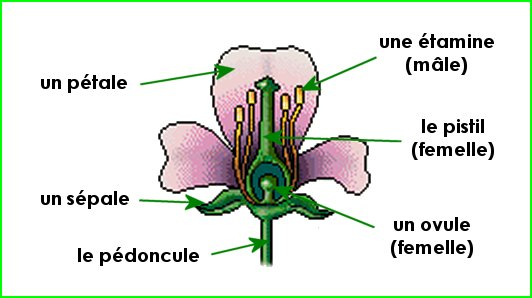 un pétale
une étamine
(mâle)
le pistil
(femelle)
un sépale
un ovule
(femelle)
le pédoncule